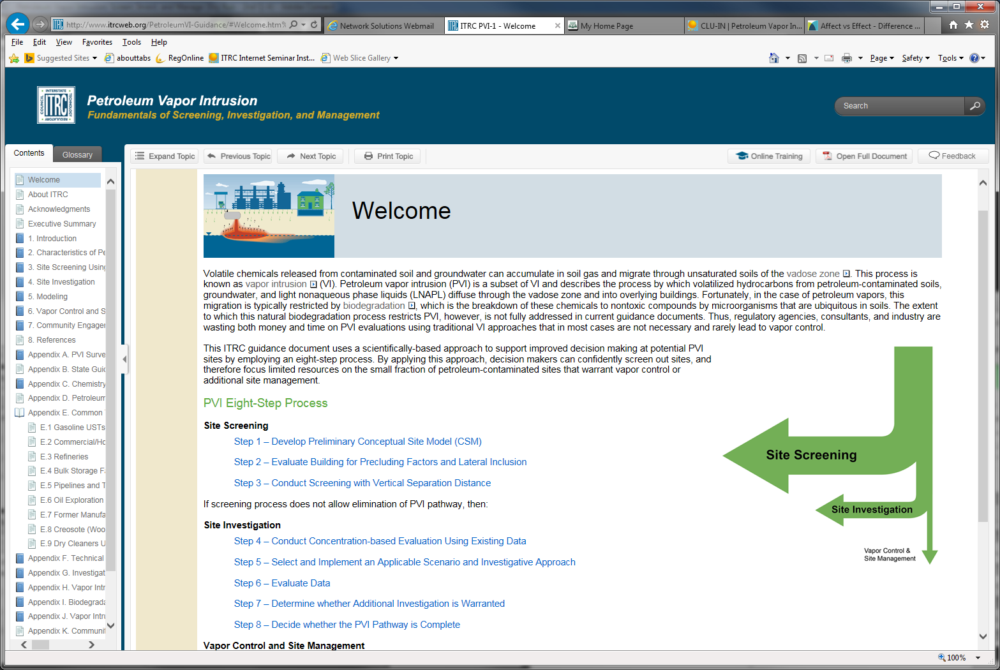 http://www.itrcweb.org/PetroleumVI-Guidance/#Welcome.htm%
Network Solutions Webmail
ITRC PVI-1 - Welcome
My Home Page
CLU-IN | Petroleum Vapor In...
Affect vs Effect - Difference ...
File Edit View Favorites Tools Help
Suggested Sites
abouttabs
RegOnline
ITRC Internet Seminar Inst...
Web Slice Gallery
Page Safety Tools
INTERSTATE
COUNCIL
ITRC
TECHNOLOGY
REGULATORY
Petroleum Vapor Intrusion
Fundamentals of Screening, Investigation, and Management
Search
Contents
Glossary
Expand Topic
Previous Topic
Next Topic
Print Topic
Online Training
Open Full Document
Feedback
Welcome
About ITRC
Acknowledgments
Executive Summary
1. Introduction
2. Characteristics of Pe
3. Site Screening Using
4. Site Investigation
5. Modeling
6. Vapor Control and S
7. Community Engager
8. References
Appendix A. PVI Surve
Appendix B. State Guid
Appendix C. Chemistry
Appendix D. Petroleum
Appendix E. Common
E.1 Gasoline USTs
E.2 Commercial/Ho
E.3 Refineries
E.4 Bulk Storage Fa
E.5 Pipelines and T
E.6 Oil Exploration
E.7 Former Manufa
E.8 Creosote (Woo
E.9 Dry Cleaners U
Appendix F. Technical
Appendix G. Investigat
Appendix H. Vapor Intr
Appendix I. Biodegrada
Appendix J. Vapor Intru
Appendix K. Communit
Welcome
Volatile chemicals released from contaminated soil and groundwater can accumulate in soil gas and migrate through unsaturated soils of the vadose zone. This process is
known as vapor intrusion (VI). Petroleum vapor intrusion (PVI) is a subset of VI and describes the process by which volatilized hydrocarbons from petroleum-contaminated soils,
groundwater, and light nonaqueous phase liquids (LNAPL) diffuse through the vadose zone and into overlying buildings. Fortunately, in the case of petroleum vapors, this
migration is typically restricted by biodegradation, which is the breakdown of these chemicals to nontoxic compounds by microorganisms that are ubiquitous in soils. The extent
to which this natural biodegradation process restricts PVI, however, is not fully addressed in current guidance documents. Thus, regulatory agencies, consultants, and industry are
wasting both money and time on PVI evaluations using traditional VI approaches that in most cases are not necessary and rarely lead to vapor control.
This ITRC guidance document uses a scientifically-based approach to support improved decision making at potential PVI
sites by employing an eight-step process. By applying this approach, decision makers can confidently screen out sites, and
therefore focus limited resources on the small fraction of petroleum-contaminated sites that warrant vapor control or
additional site management.
PVI Eight-Step Process
Site Screening
Step 1 – Develop Preliminary Conceptual Site Model (CSM)
Step 2 – Evaluate Building for Precluding Factors and Lateral Inclusion
Step 3 – Conduct Screening with Vertical Separation Distance
If screening process does not allow elimination of PVI pathway, then:
Site Investigation
Step 4 – Conduct Concentration-based Evaluation Using Existing Data
Step 5 – Select and Implement an Applicable Scenario and Investigative Approach
Step 6 – Evaluate Data
Step 7 – Determine whether Additional Investigation is Warranted
Step 8 – Decide whether the PVI Pathway is Complete
Vapor Control and Site Management
Site Screening
Site Investigation
Vapor Control &
Site Management
100%